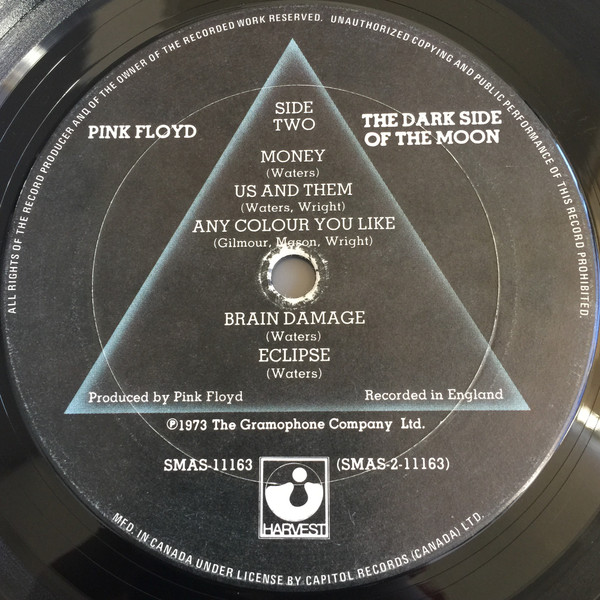 ALL RIGHTS OF THE RECORD PRODUCER AND OF THE OWNER OF THE RECORDED WORK RESERVED. UNAUTHORIZED COPYING AND PUBLIC PERFORMANCE OF THIS RECORD PROHIBITED.
SIDE
TWO
PINK FLOYD
THE DARK SIDE
OF THE MOON
MONEY
(Waters)
US AND THEM
(Waters, Wright)
ANY COLOUR YOU LIKE
(Gilmour, Mason, Wright)
BRAIN DAMAGE
(Waters)
ECLIPSE
(Waters)
Produced by Pink Floyd
Recorded in England
℗1973 The Gramophone Company Ltd.
SMAS-11163
(SMAS-2-11163)
HARVEST
MFD. IN CANADA UNDER LICENSE BY CAPITOL RECORDS (CANADA) LTD.